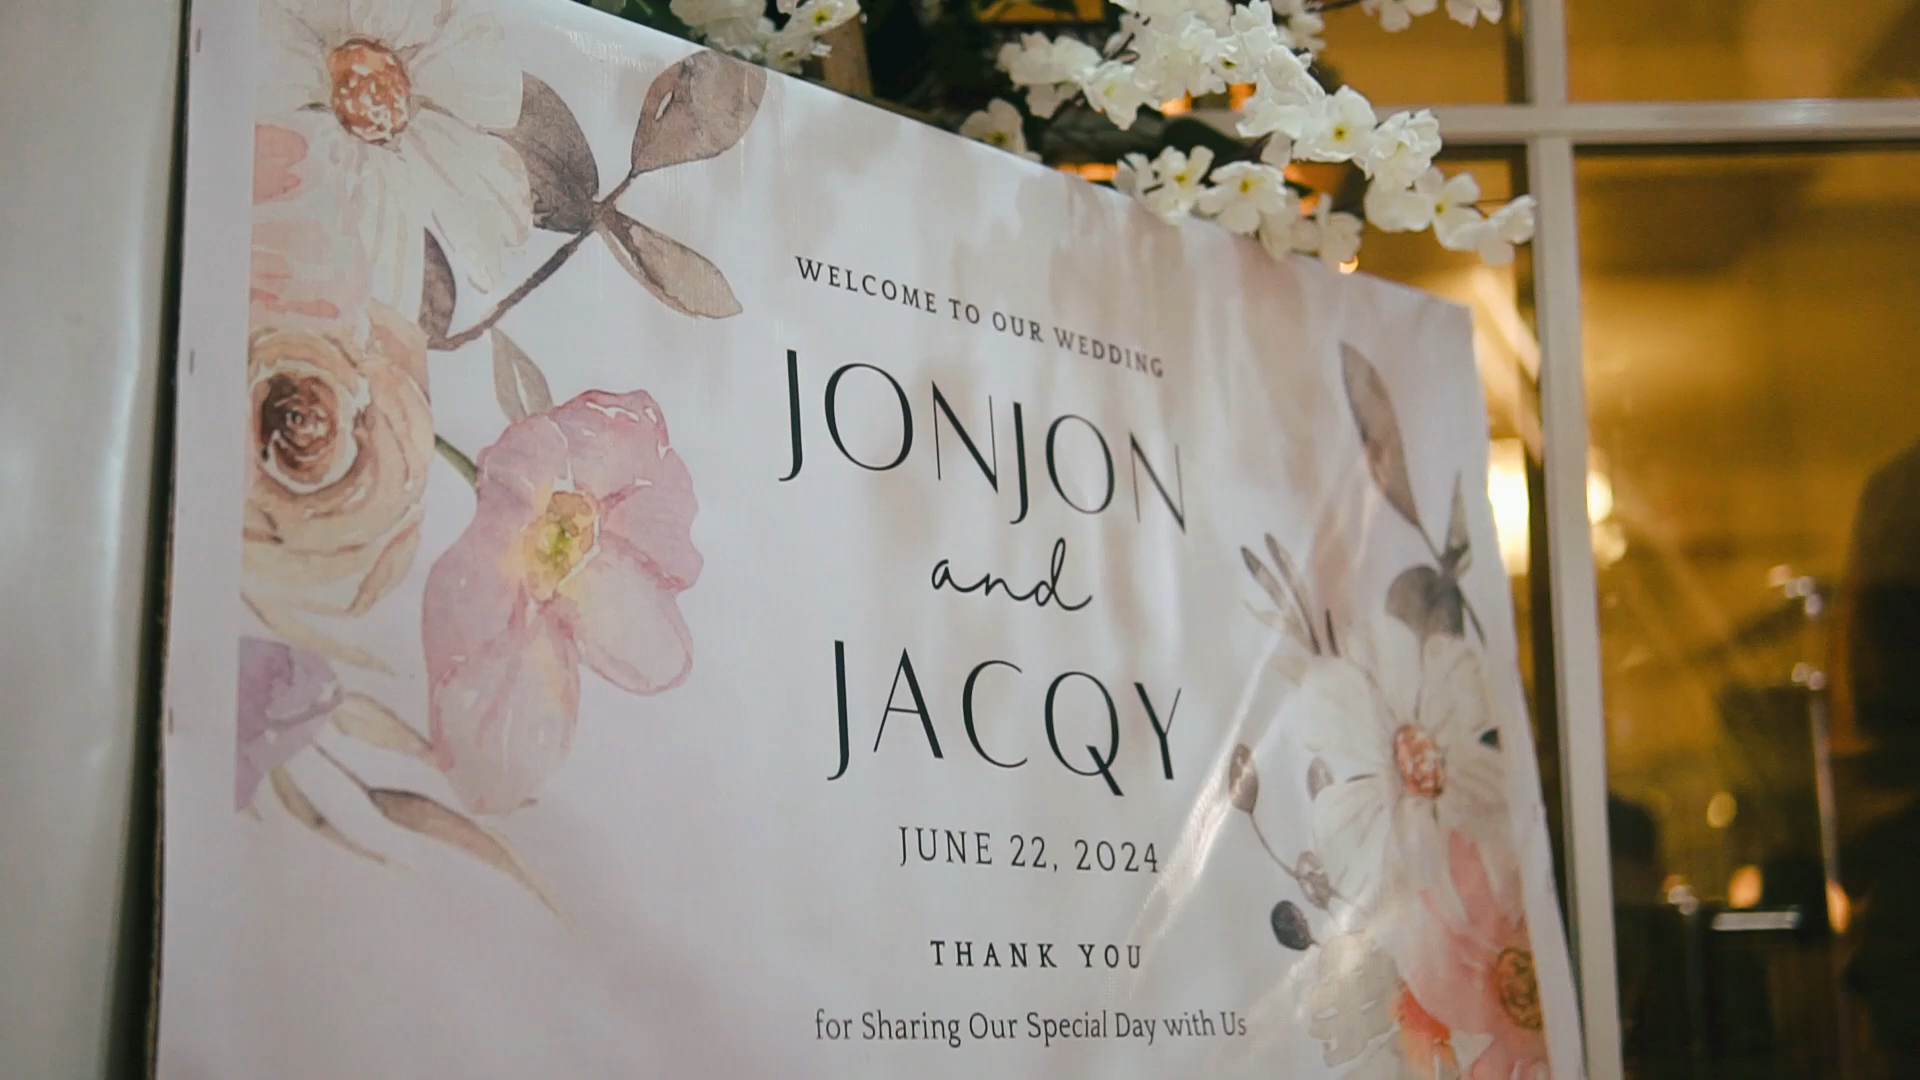 WELCOME TO OUR WEDDING
JONJON
and
JACQY
JUNE 22, 2024
THANK YOU
for Sharing Our Special Day with Us